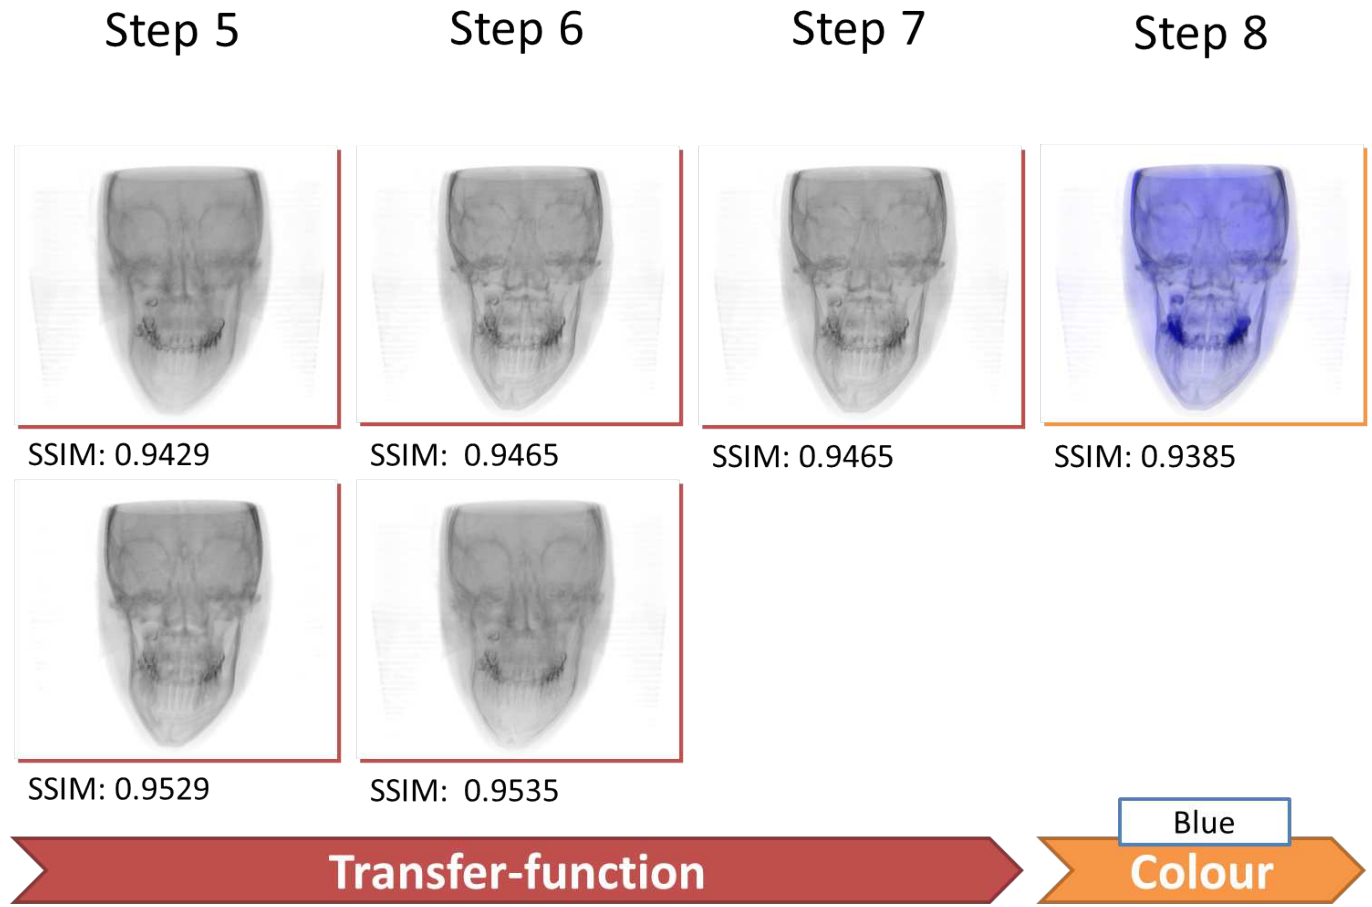 Step 5
Step 6
Step 7
Step 8
SSIM: 0.9429
SSIM: 0.9465
SSIM: 0.9465
SSIM: 0.9385
SSIM: 0.9529
SSIM: 0.9535
Blue
Transfer-function
Colour